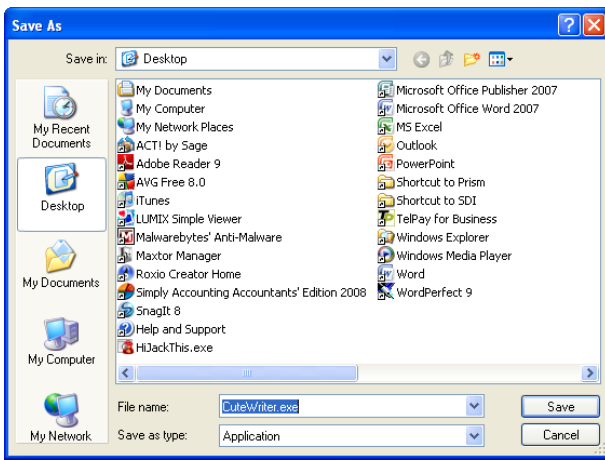 Save As
Save in:
Desktop
My Recent
Documents
Desktop
My Documents
My Computer
My Network
My Documents
My Computer
My Network Places
ACT! by Sage
Adobe Reader 9
AVG Free 8.0
iTunes
LUMIX Simple Viewer
Malwarebytes' Anti-Malware
Maxtor Manager
Roxio Creator Home
Simply Accounting Accountants' Edition 2008
SnagIt 8
Help and Support
HiJackThis.exe
Microsoft Office Publisher 2007
Microsoft Office Word 2007
MS Excel
Outlook
PowerPoint
Shortcut to Prism
Shortcut to SDI
TelPay for Business
Windows Explorer
Windows Media Player
Word
WordPerfect 9
File name:
CuteWriter.exe
Save
Save as type:
Application
Cancel